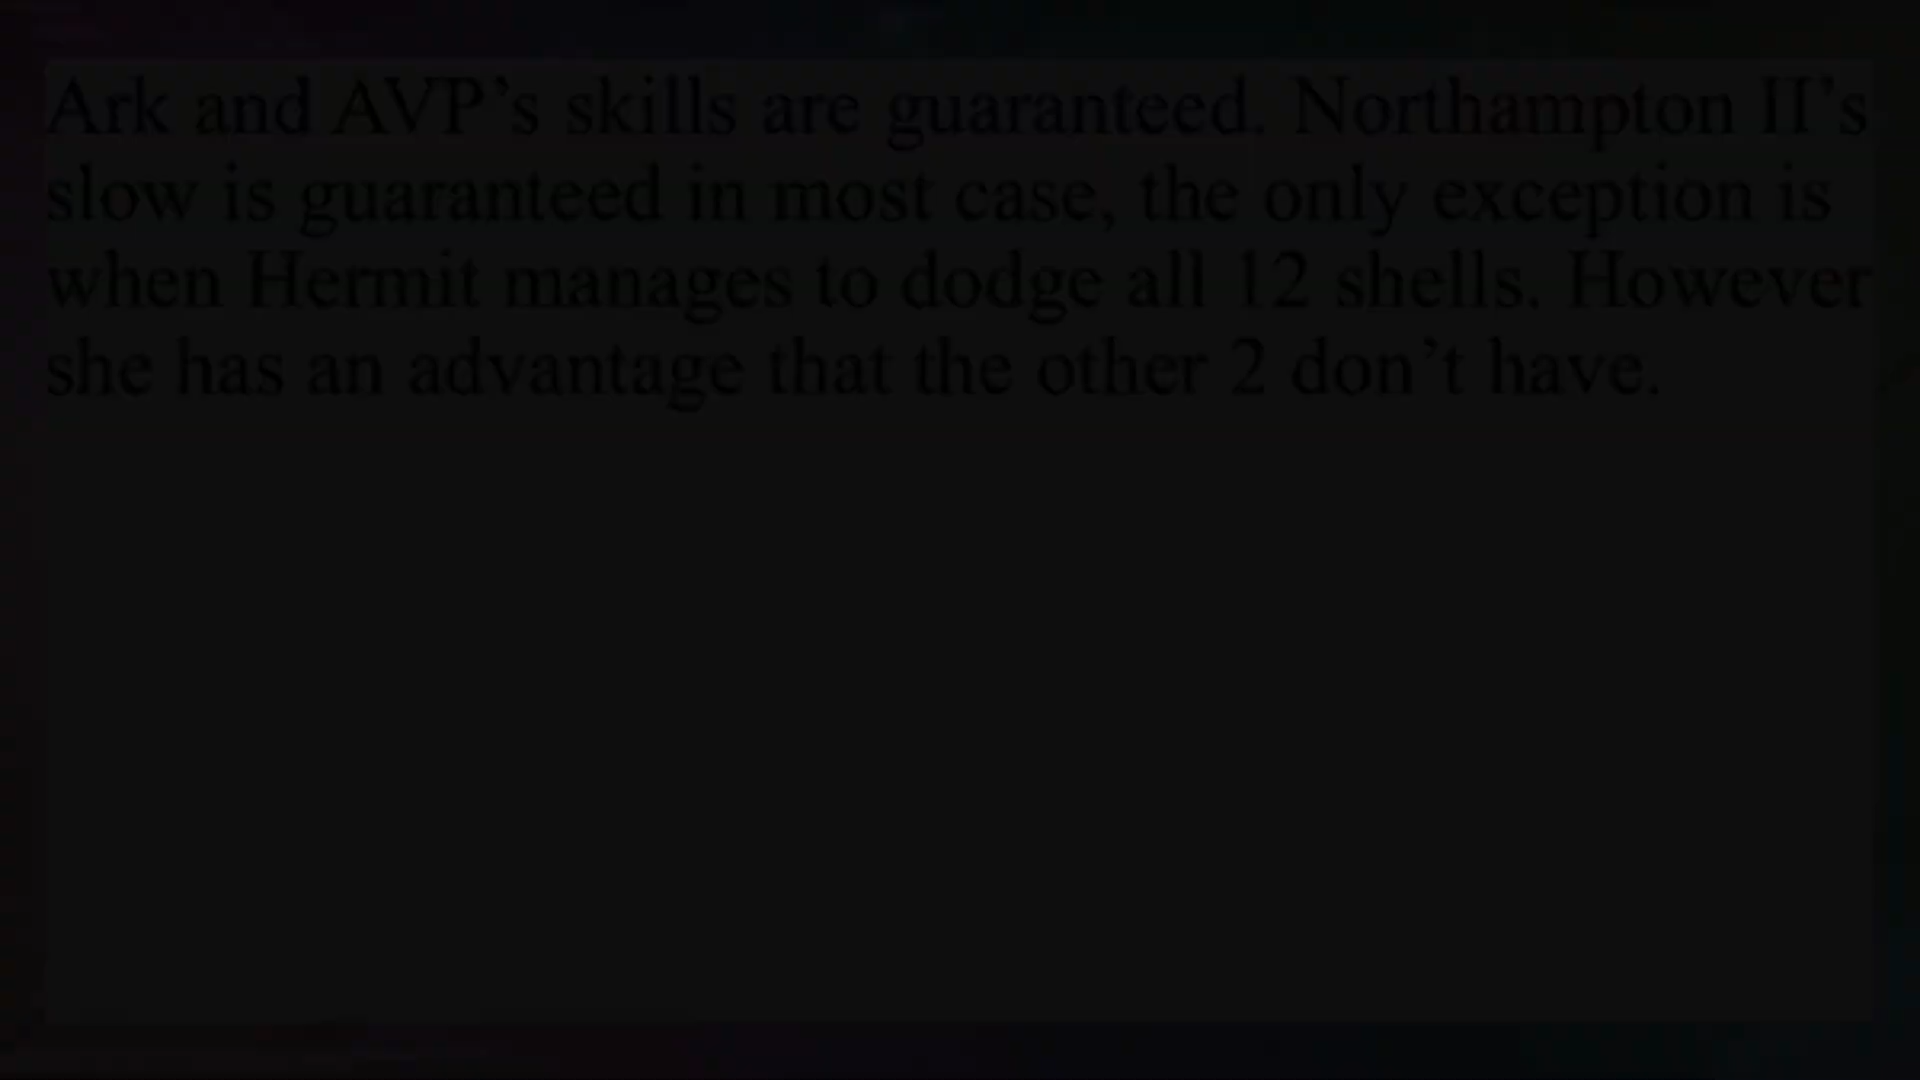 Ark and AVP’s skills are guaranteed. Northampton II’s
slow is guaranteed in most case, the only exception is
when Hermit manages to dodge all 12 shells. However
she has an advantage that the other 2 don’t have.